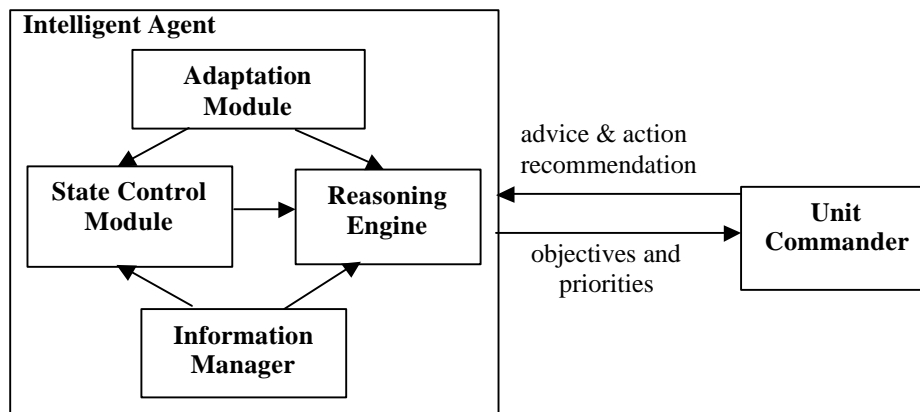 Intelligent Agent
Adaptation
Module
advice & action
recommendation
State Control
Module
Reasoning
Engine
Unit
Commander
objectives and
priorities
Information
Manager